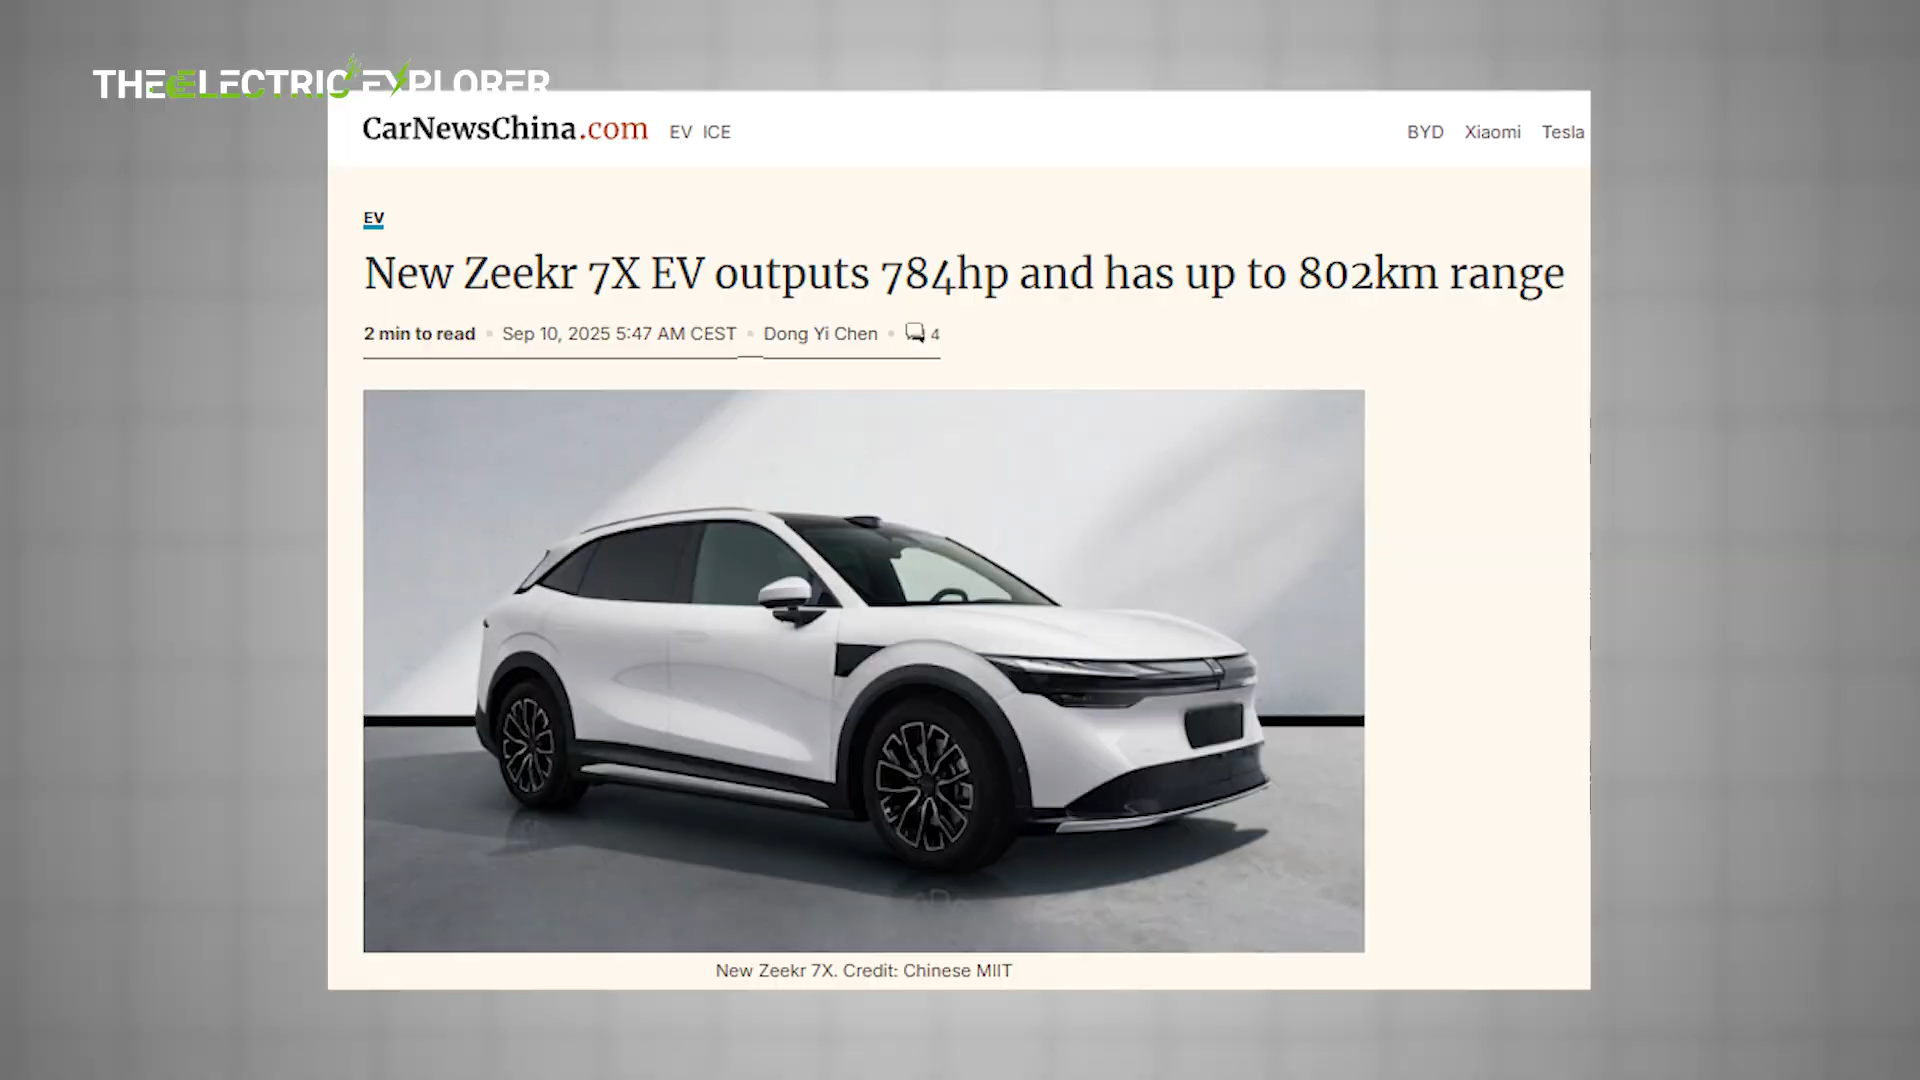 THE ELECTRIC EXPLORER
CarNewsChina.com EV ICE BYD Xiaomi Tesla
EV
New Zeekr 7X EV outputs 784hp and has up to 802km range
2 min to read Sep 10, 2025 5:47 AM CEST Dong Yi Chen 4
New Zeekr 7X. Credit: Chinese MIIT